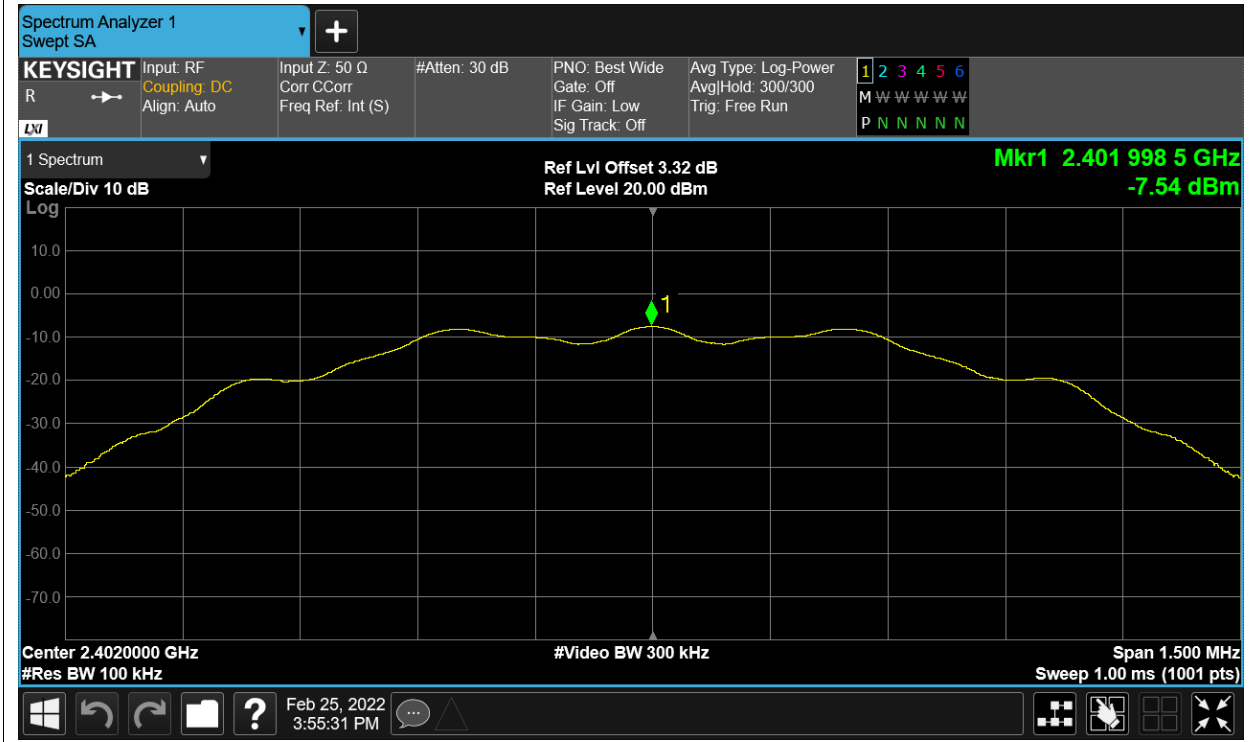 Spectrum Analyzer 1
Swept SA
KEYSIGHT
R
LXI
Input: RF
Coupling: DC
Align: Auto
Input Z: 50 Ω
Corr CCorr
Freq Ref: Int (S)
#Atten: 30 dB
PNO: Best Wide
Gate: Off
IF Gain: Low
Sig Track: Off
Avg Type: Log-Power
Avg|Hold: 300/300
Trig: Free Run
1 2 3 4 5 6
M W W W W W W
P N N N N N N
1 Spectrum
Scale/Div 10 dB
Log
Ref Lvl Offset 3.32 dB
Ref Level 20.00 dBm
Mkr1 2.401 998 5 GHz
-7.54 dBm
10.0
0.00
-10.0
-20.0
-30.0
-40.0
-50.0
-60.0
-70.0
1
Center 2.4020000 GHz
#Res BW 100 kHz
#Video BW 300 kHz
Span 1.500 MHz
Sweep 1.00 ms (1001 pts)
?
Feb 25, 2022
3:55:31 PM